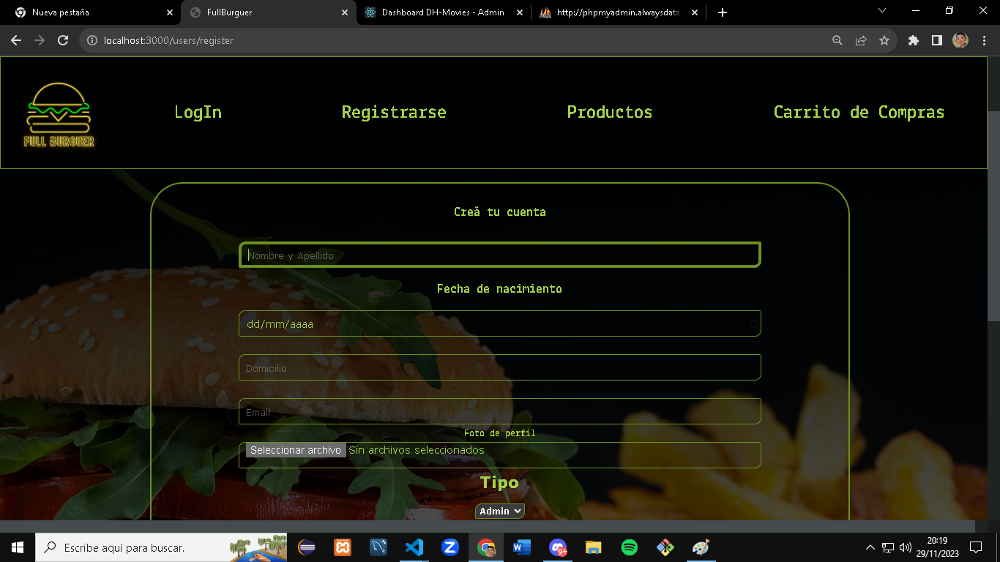 Nueva pestaña
FullBurguer
Dashboard DH-Movies - Admin
http://phpmyadmin.alwaysdata.
localhost:3000/users/register
FULL BURGUER
LogIn
Registrarse
Productos
Carrito de Compras
Creá tu cuenta
Nombre y Apellido
Fecha de nacimiento
dd/mm/aaaa
Domicilio
Email
Foto de perfil
Seleccionar archivo Sin archivos seleccionados
Tipo
Admin
Escribe aquí para buscar.
9+
20:19
29/11/2023